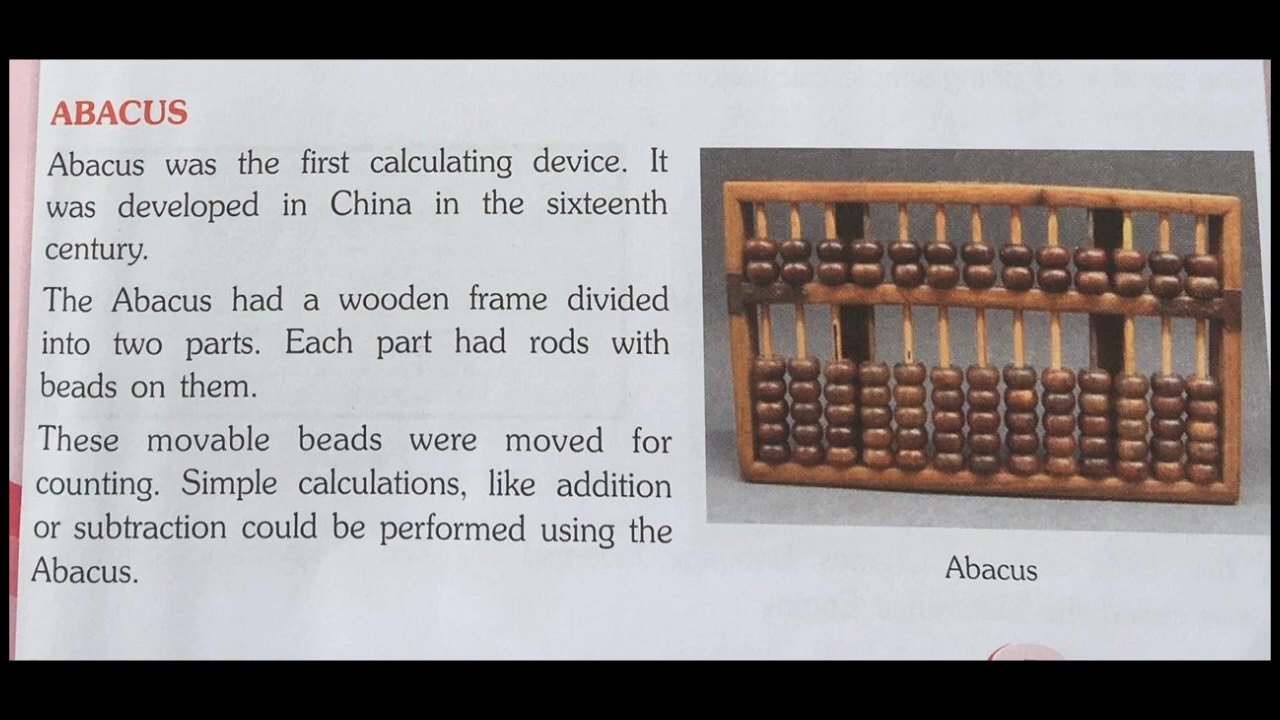 ABACUS
Abacus was the first calculating device. It
was developed in China in the sixteenth
century.
The Abacus had a wooden frame divided
into two parts. Each part had rods with
beads on them.
These movable beads were moved for
counting. Simple calculations, like addition
or subtraction could be performed using the
Abacus.
Abacus